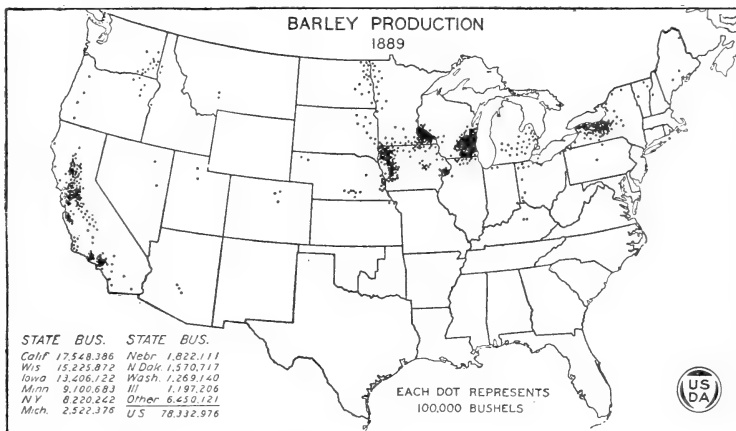 BARLEY PRODUCTION
1889
STATE BUS. STATE BUS.
Calif 17,548,386 Nebr 1,822,111
Wis 15,225,872 N Dak. 1,570,717
Iowa 13,406,122 Wash. 1,269,140
Minn 9,100,683 Ill 1,197,206
N Y 8,220,242 Other 6,450,121
Mich. 2,522,376 U S 78,332,976
EACH DOT REPRESENTS
100,000 BUSHELS
US
DA